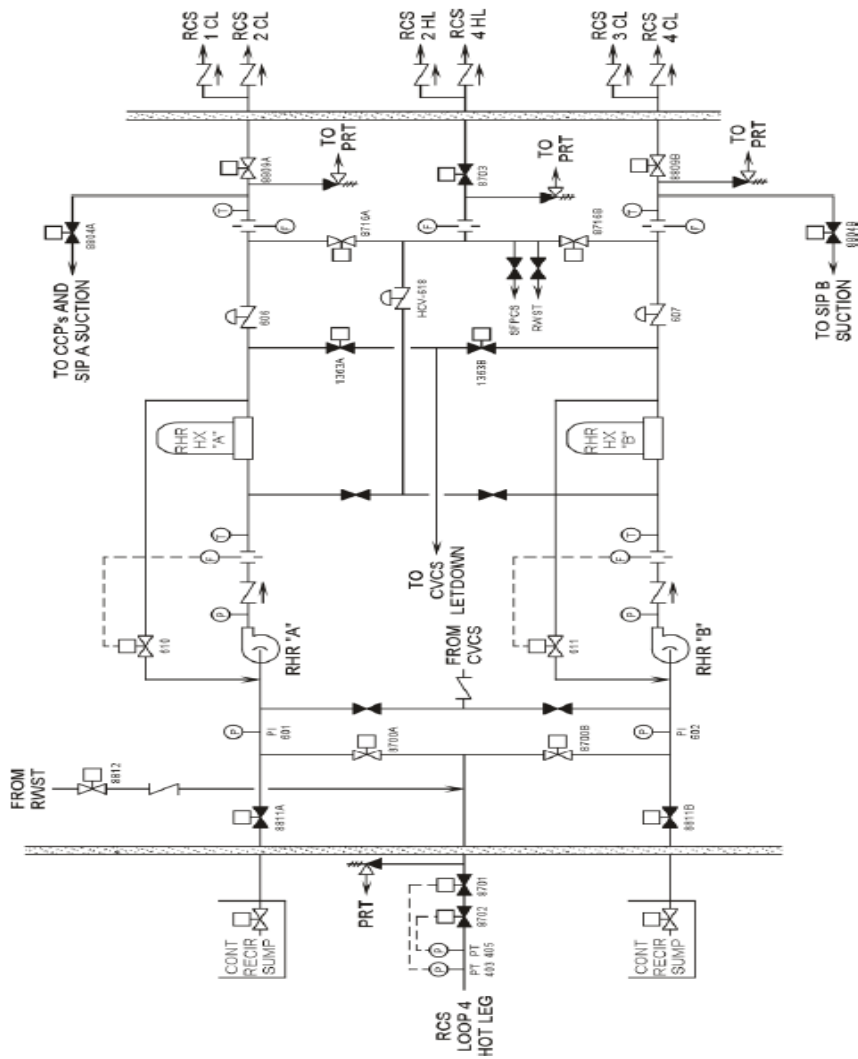 RCS
1 CL
RCS
2 CL
RCS
2 HL
RCS
4 HL
RCS
3 CL
RCS
4 CL
TO
PRT
TO
PRT
TO
PRT
8809A
8703
8809B
8804A
T
F
8716A
F
8716B
T
F
8804B
TO CCP's AND
SIP A SUCTION
606
HCV-618
SFPCS
RWST
607
TO SIP B
SUCTION
1363A
1363B
RHR
HX
"A"
RHR
HX
"B"
T
F
P
TO
CVCS
LETDOWN
T
F
P
610
RHR "A"
FROM
CVCS
611
RHR "B"
P
PI
601
8700A
8700B
P
PI
602
FROM
RWST
8812
8811A
8811B
PRT
8701
8702
P
P
PT
403
PT
405
CONT
RECIR
SUMP
CONT
RECIR
SUMP
RCS
LOOP 4
HOT LEG